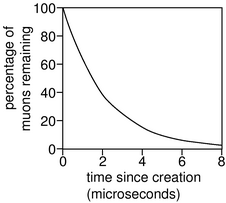 percentage of
muons remaining
100
80
60
40
20
0
0 2 4 6 8
time since creation
(microseconds)